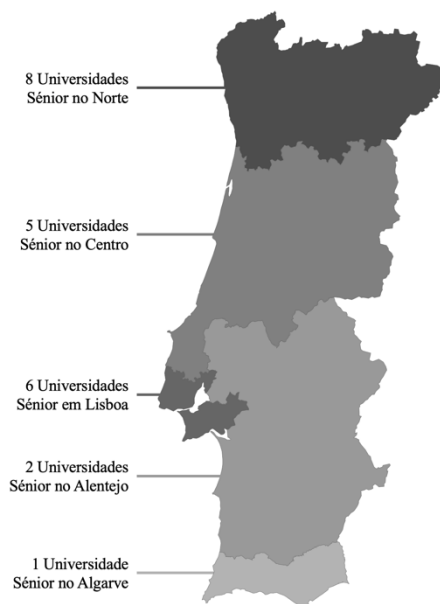 8 Universidades
Sénior no Norte
5 Universidades
Sénior no Centro
6 Universidades
Sénior em Lisboa
2 Universidades
Sénior no Alentejo
1 Universidade
Sénior no Algarve